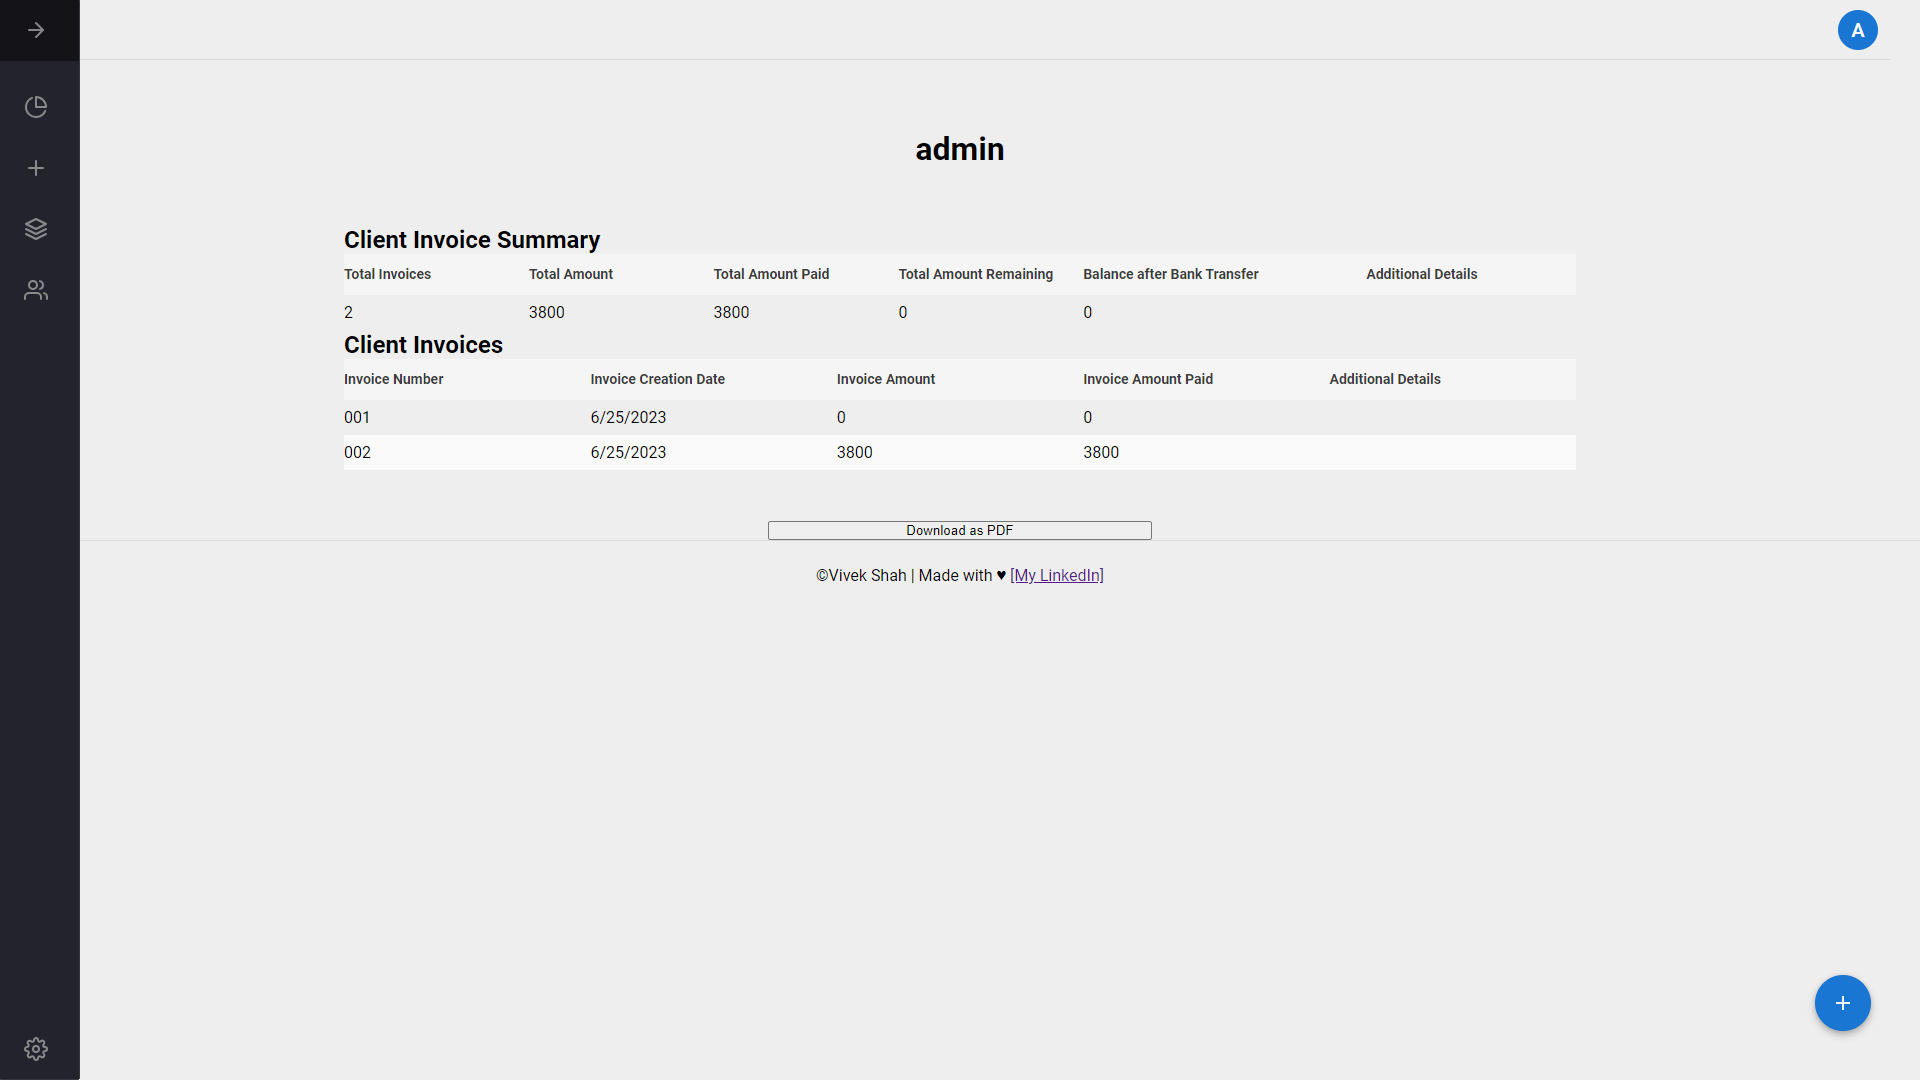 A
admin
Client Invoice Summary
Total Invoices Total Amount Total Amount Paid Total Amount Remaining Balance after Bank Transfer Additional Details
2 3800 3800 0 0
Client Invoices
Invoice Number Invoice Creation Date Invoice Amount Invoice Amount Paid Additional Details
001 6/25/2023 0 0
002 6/25/2023 3800 3800
Download as PDF
©Vivek Shah | Made with ♥ [My LinkedIn]